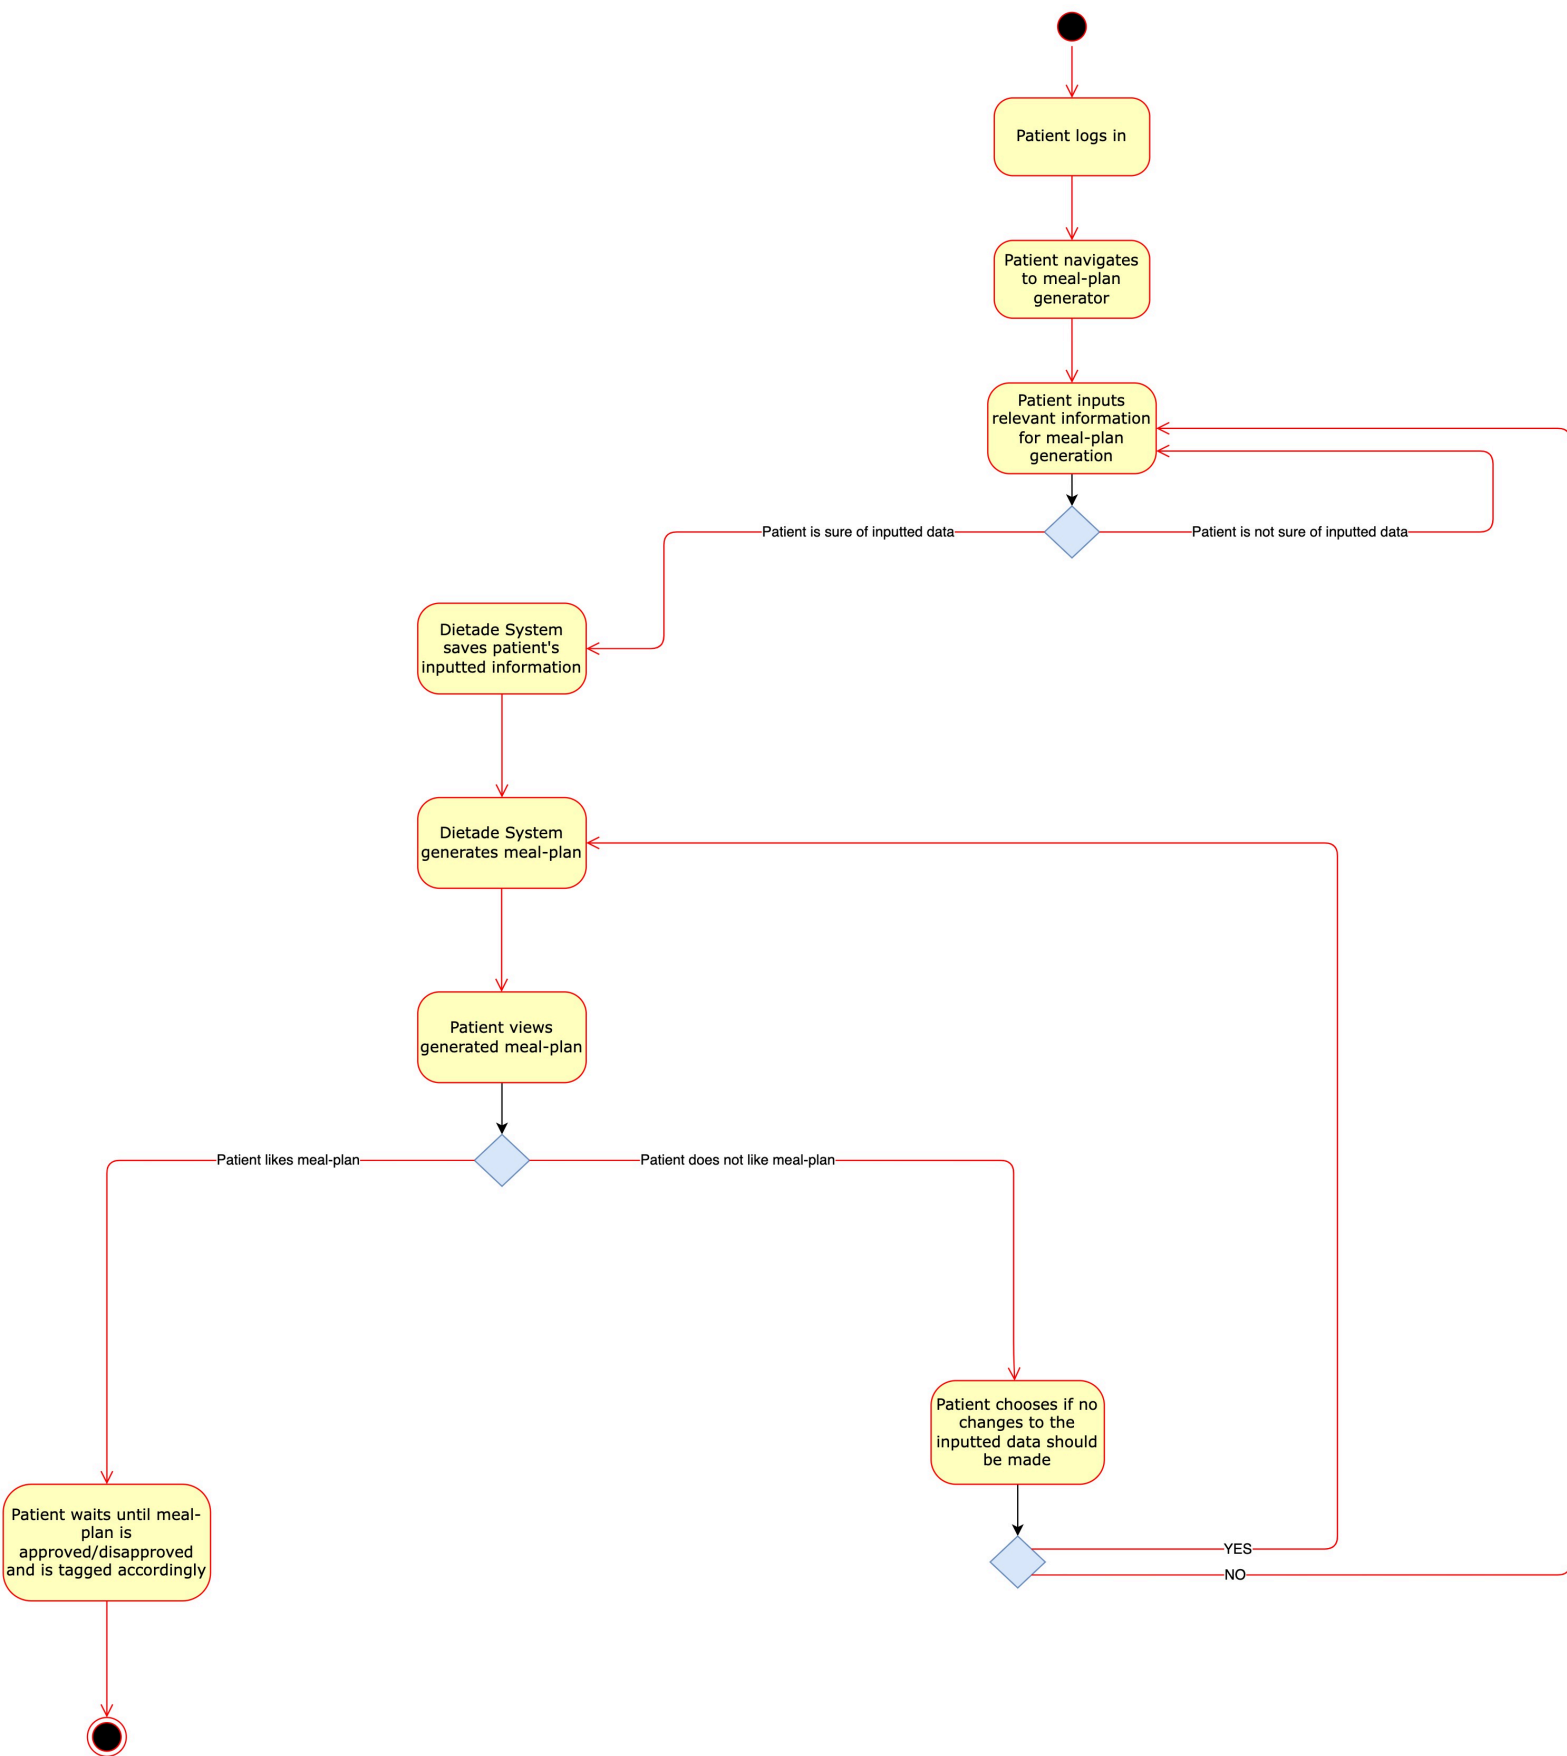 Patient logs in
Patient navigates
to meal-plan
generator
Patient inputs
relevant information
for meal-plan
generation
Patient is sure of inputted data
Patient is not sure of inputted data
Dietade System
saves patient's
inputted information
Dietade System
generates meal-plan
Patient views
generated meal-plan
Patient likes meal-plan
Patient does not like meal-plan
Patient chooses if no
changes to the
inputted data should
be made
Patient waits until meal-
plan is
approved/disapproved
and is tagged accordingly
YES
NO